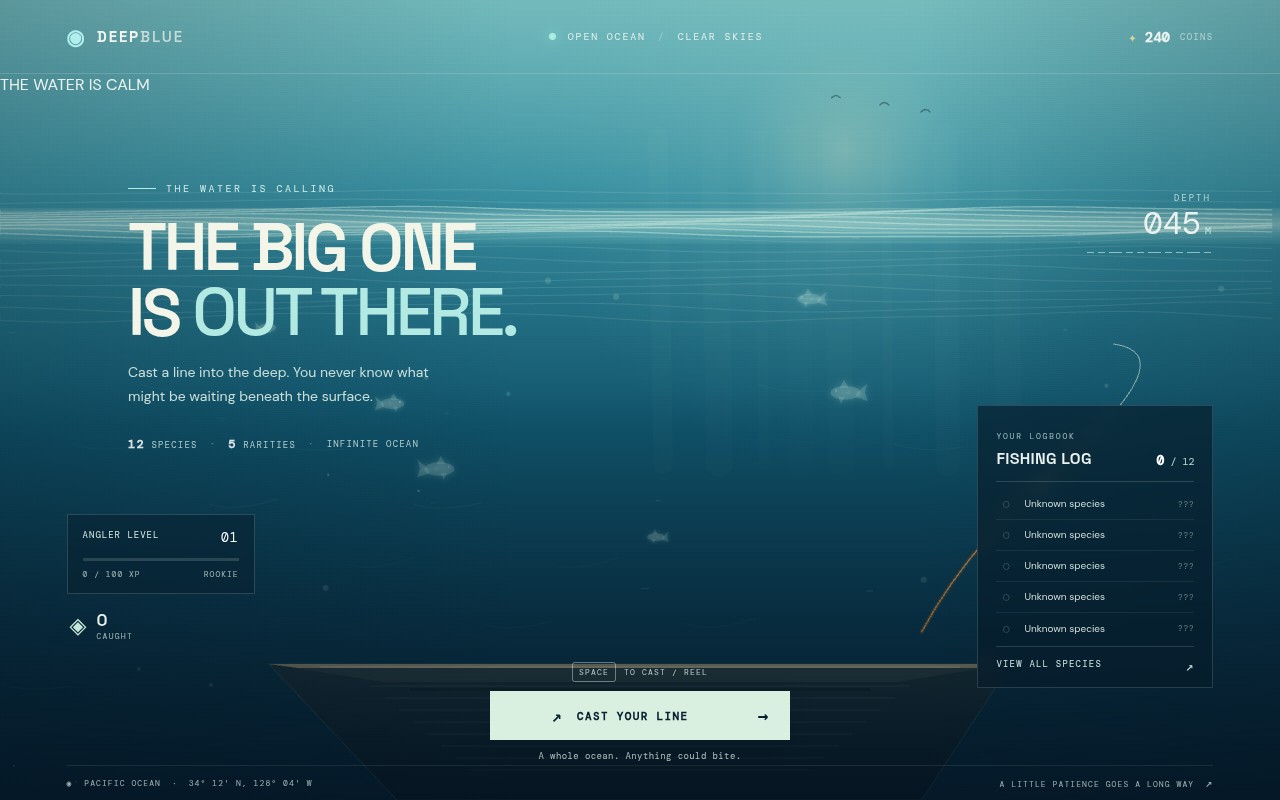 DEEPBLUE
OPEN OCEAN / CLEAR SKIES
240 COINS
THE WATER IS CALM
THE WATER IS CALLING
THE BIG ONE
IS OUT THERE.
Cast a line into the deep. You never know what
might be waiting beneath the surface.
12 SPECIES · 5 RARITIES · INFINITE OCEAN
DEPTH
045 M
YOUR LOGBOOK
FISHING LOG 0 / 12
Unknown species ???
Unknown species ???
Unknown species ???
Unknown species ???
Unknown species ???
VIEW ALL SPECIES ↗
ANGLER LEVEL 01
0 / 100 XP ROOKIE
0
CAUGHT
SPACE TO CAST / REEL
↗ CAST YOUR LINE →
A whole ocean. Anything could bite.
PACIFIC OCEAN · 34° 12' N, 128° 04' W
A LITTLE PATIENCE GOES A LONG WAY ↗